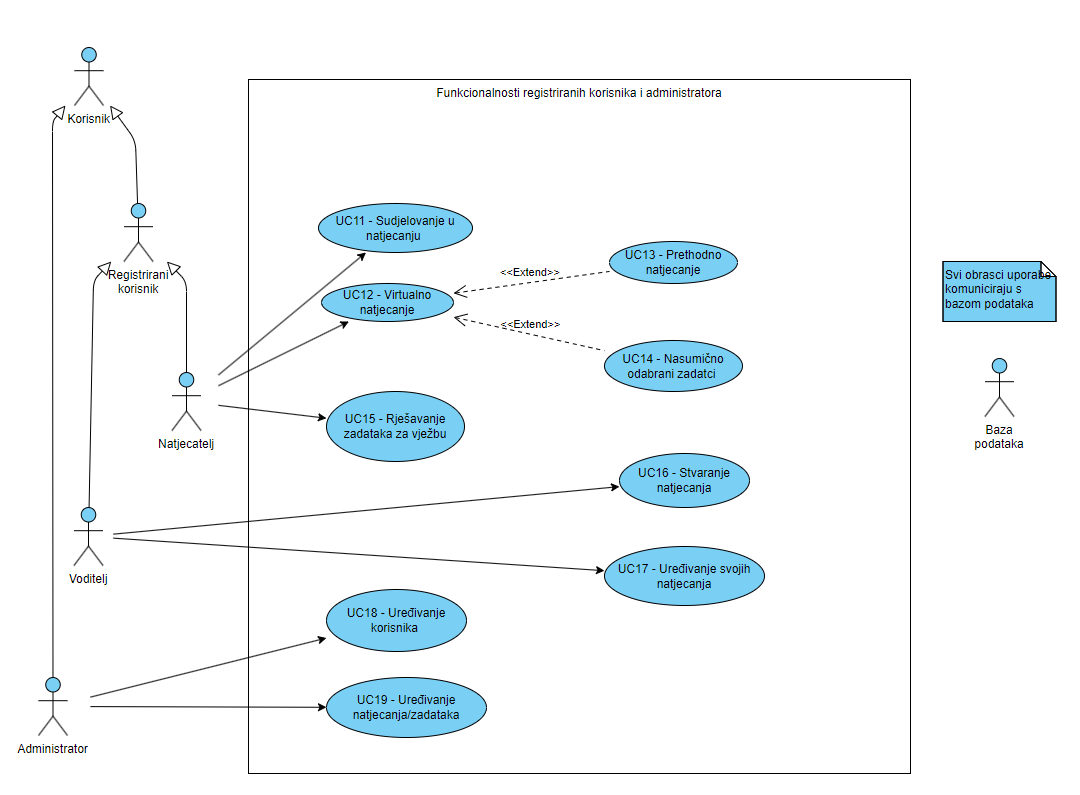 Korisnik
Funkcionalnosti registriranih korisnika i administratora
Registrirani
korisnik
UC11 - Sudjelovanje u
natjecanju
UC12 - Virtualno
natjecanje
<<Extend>>
UC13 - Prethodno
natjecanje
<<Extend>>
UC14 - Nasumično
odabrani zadatci
Svi obrasci uporabe
komuniciraju s
bazom podataka
Natjecatelj
UC15 - Rješavanje
zadataka za vježbu
Baza
podataka
UC16 - Stvaranje
natjecanja
Voditelj
UC17 - Uređivanje svojih
natjecanja
UC18 - Uređivanje
korisnika
UC19 - Uređivanje
natjecanja/zadataka
Administrator